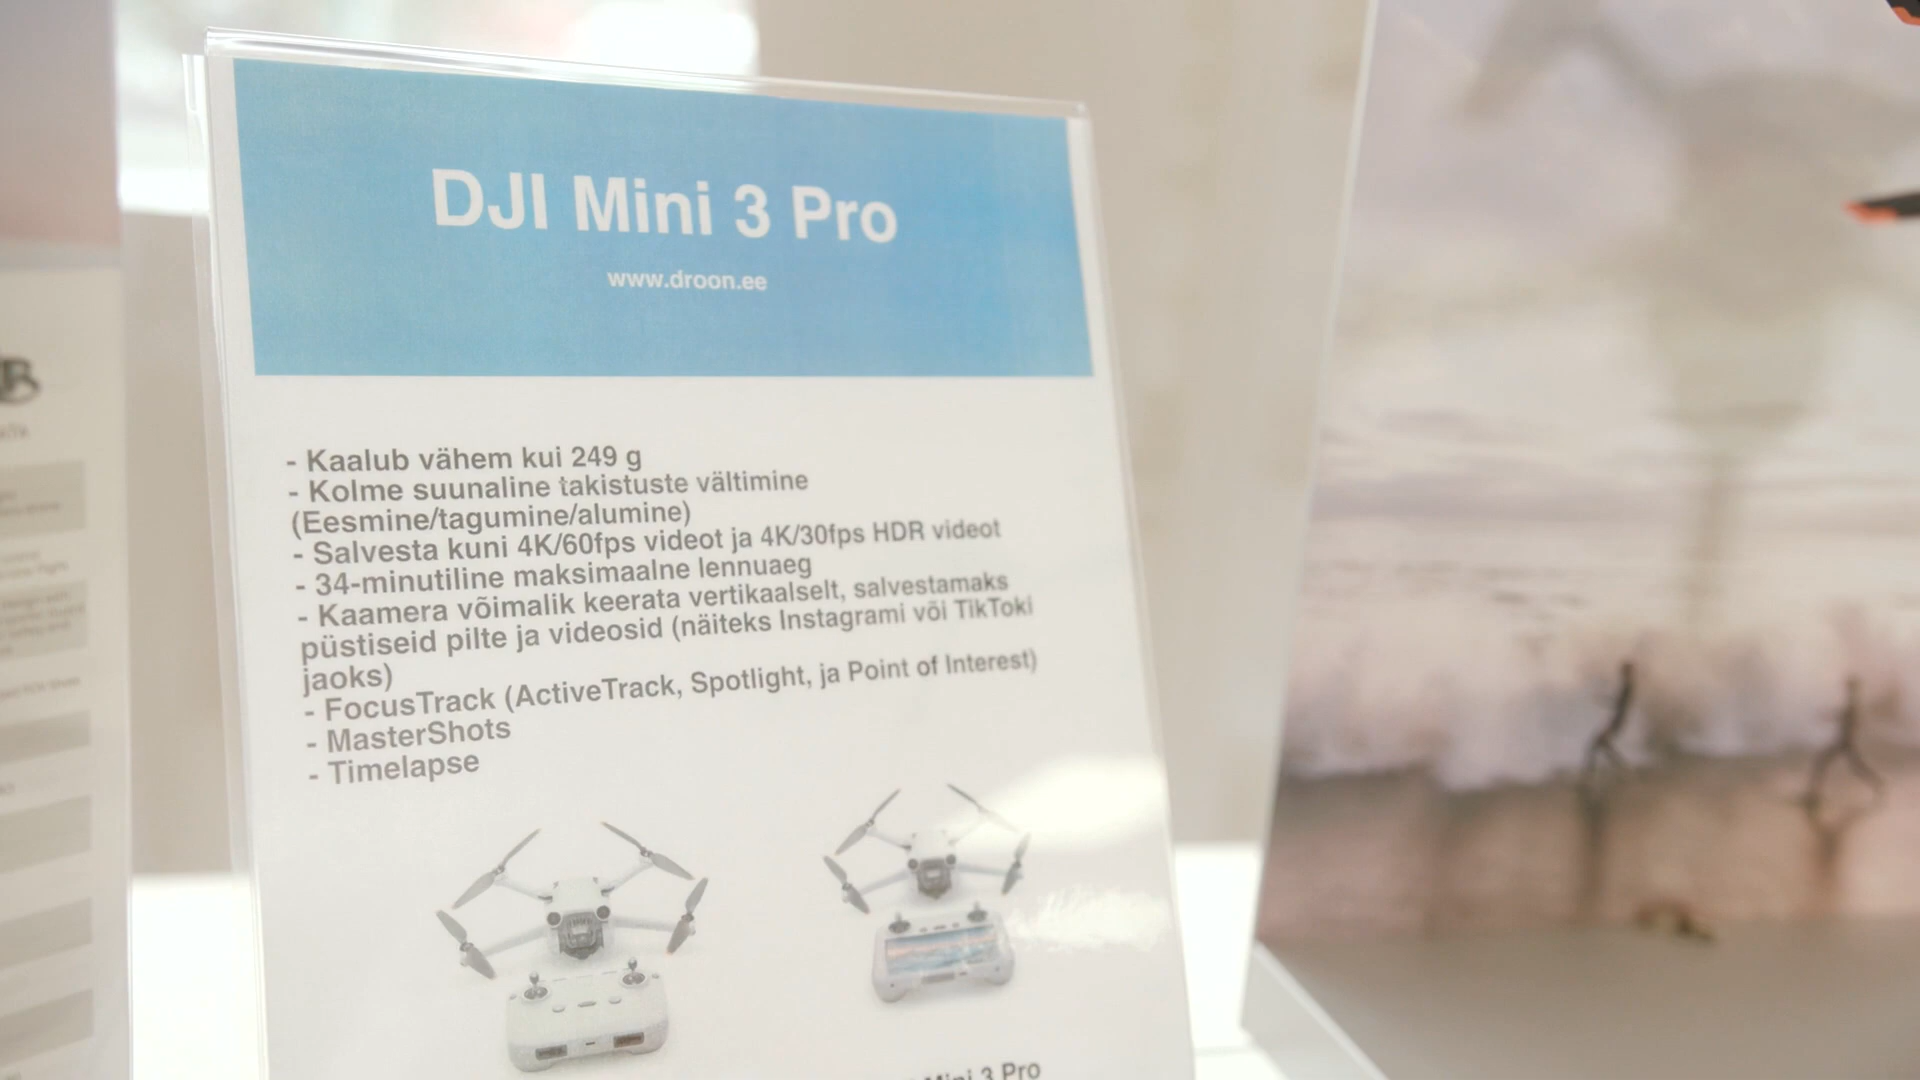 DJI Mini 3 Pro
www.droon.ee
- Kaalub vähem kui 249 g
- Kolme suunaline takistuste vältimine
(Eesmine/tagumine/alumine)
- Salvesta kuni 4K/60fps videot ja 4K/30fps HDR videot
- 34-minutiline maksimaalne lennuaeg
- Kaamera võimalik keerata vertikaalselt, salvestamaks
püstiseid pilte ja videosid (näiteks Instagrami või TikToki
jaoks)
- FocusTrack (ActiveTrack, Spotlight, ja Point of Interest)
- MasterShots
- Timelapse
Mini 3 Pro